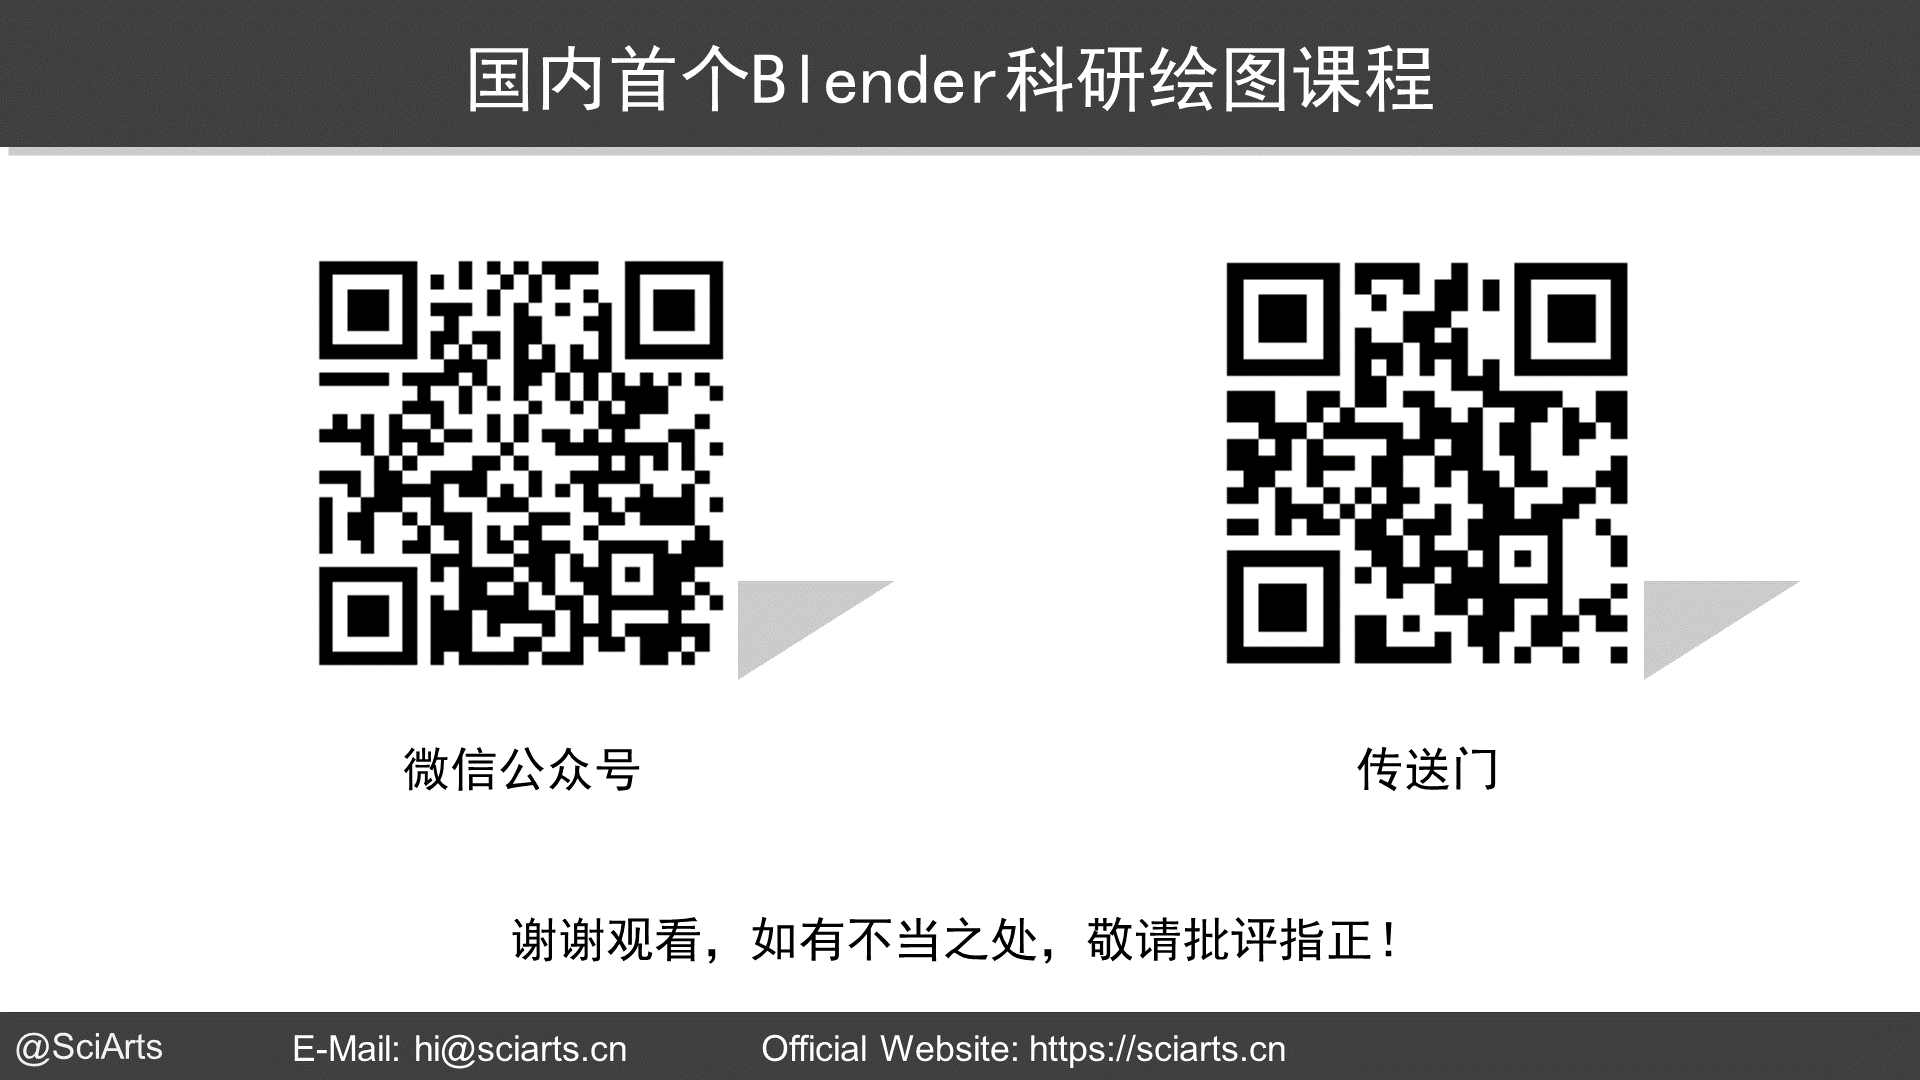 国内首个Blender科研绘图课程
微信公众号
传送门
谢谢观看，如有不当之处，敬请批评指正！
@SciArts
E-Mail: hi@sciarts.cn
Official Website: https://sciarts.cn